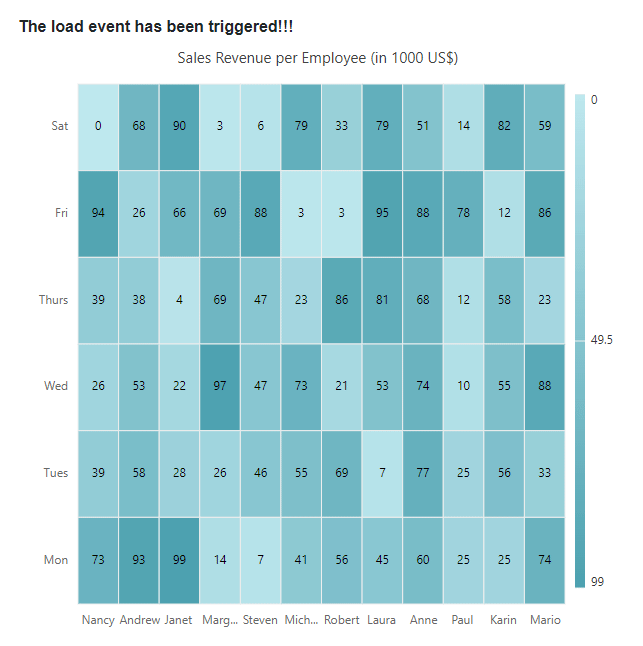 The load event has been triggered!!!
Sales Revenue per Employee (in 1000 US$)
Sat 0 68 90 3 6 79 33 79 51 14 82 59
Fri 94 26 66 69 88 3 3 95 88 78 12 86
Thurs 39 38 4 69 47 23 86 81 68 12 58 23
Wed 26 53 22 97 47 73 21 53 74 10 55 88
Tues 39 58 28 26 46 55 69 7 77 25 56 33
Mon 73 93 99 14 7 41 56 45 60 25 25 74
Nancy Andrew Janet Marg... Steven Mich... Robert Laura Anne Paul Karin Mario
0
49.5
99